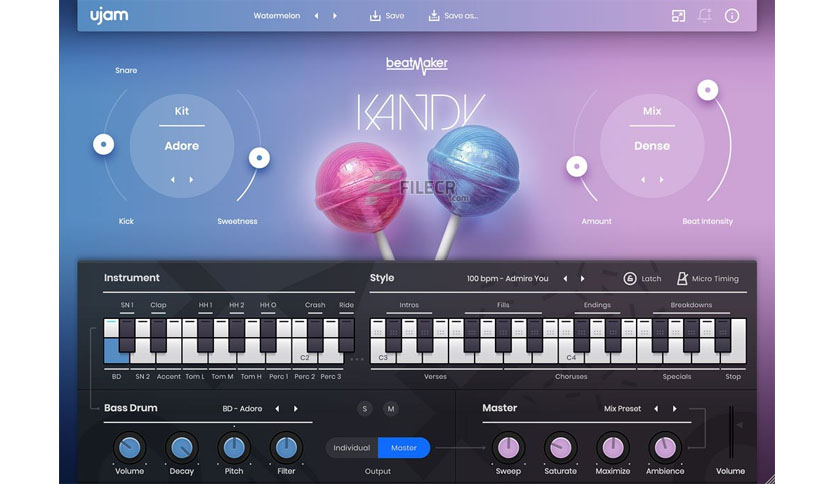 ujam
Watermelon
Save
Save as...
beatMaker
KANDY
Snare
Kit
Adore
Kick
Sweetness
Mix
Dense
Amount
Beat Intensity
FILECR
.com
Instrument
SN 1 Clap HH 1 HH 2 HH O Crash Ride
C2
BD SN 2 Accent Tom L Tom M Tom H Perc 1 Perc 2 Perc 3
Style
100 bpm - Admire You
Latch
Micro Timing
Intros Fills Endings Breakdowns
C3 C4
Verses Choruses Specials Stop
Bass Drum
BD - Adore
S M
Volume Decay Pitch Filter
Individual Master
Output
Master
Mix Preset
Sweep Saturate Maximize Ambience
Volume